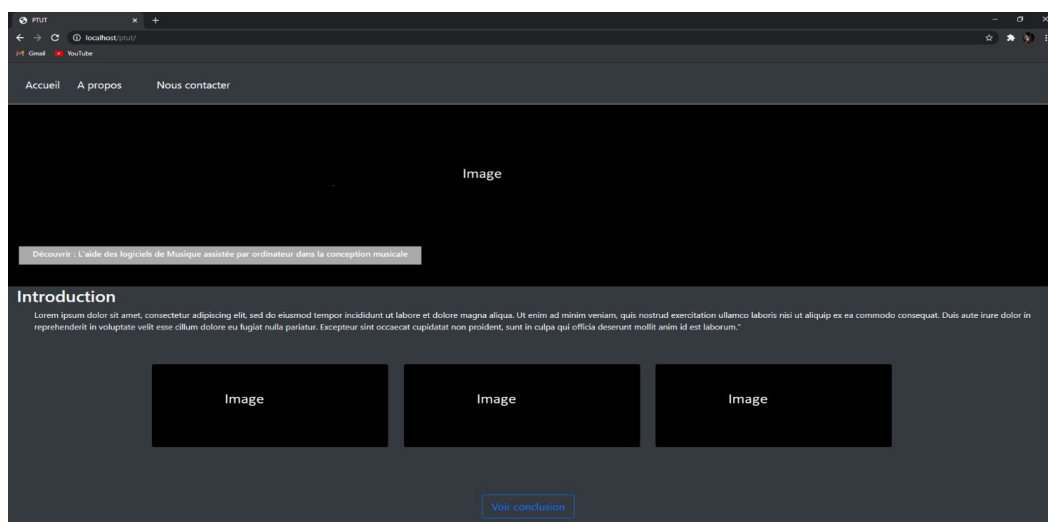 PTUT
localhost/ptut/
Gmail YouTube
Accueil A propos Nous contacter
Image
Découvrir : L'aide des logiciels de Musique assistée par ordinateur dans la conception musicale
Introduction
Lorem ipsum dolor sit amet, consectetur adipiscing elit, sed do eiusmod tempor incididunt ut labore et dolore magna aliqua. Ut enim ad minim veniam, quis nostrud exercitation ullamco laboris nisi ut aliquip ex ea commodo consequat. Duis aute irure dolor in
reprehenderit in voluptate velit esse cillum dolore eu fugiat nulla pariatur. Excepteur sint occaecat cupidatat non proident, sunt in culpa qui officia deserunt mollit anim id est laborum."
Image Image Image
Voir conclusion